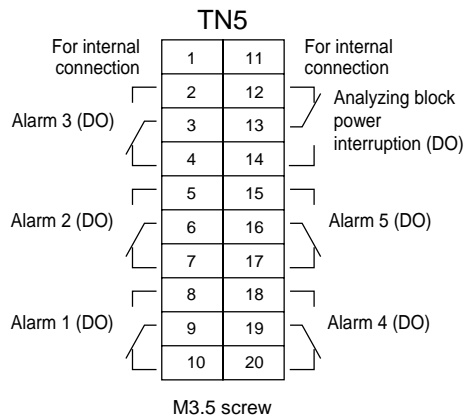 TN5
For internal
connection
1 11
For internal
connection
2 12
Analyzing block
power
interruption (DO)
Alarm 3 (DO)
3 13
4 14
5 15
Alarm 2 (DO)
6 16
Alarm 5 (DO)
7 17
8 18
Alarm 1 (DO)
9 19
Alarm 4 (DO)
10 20
M3.5 screw